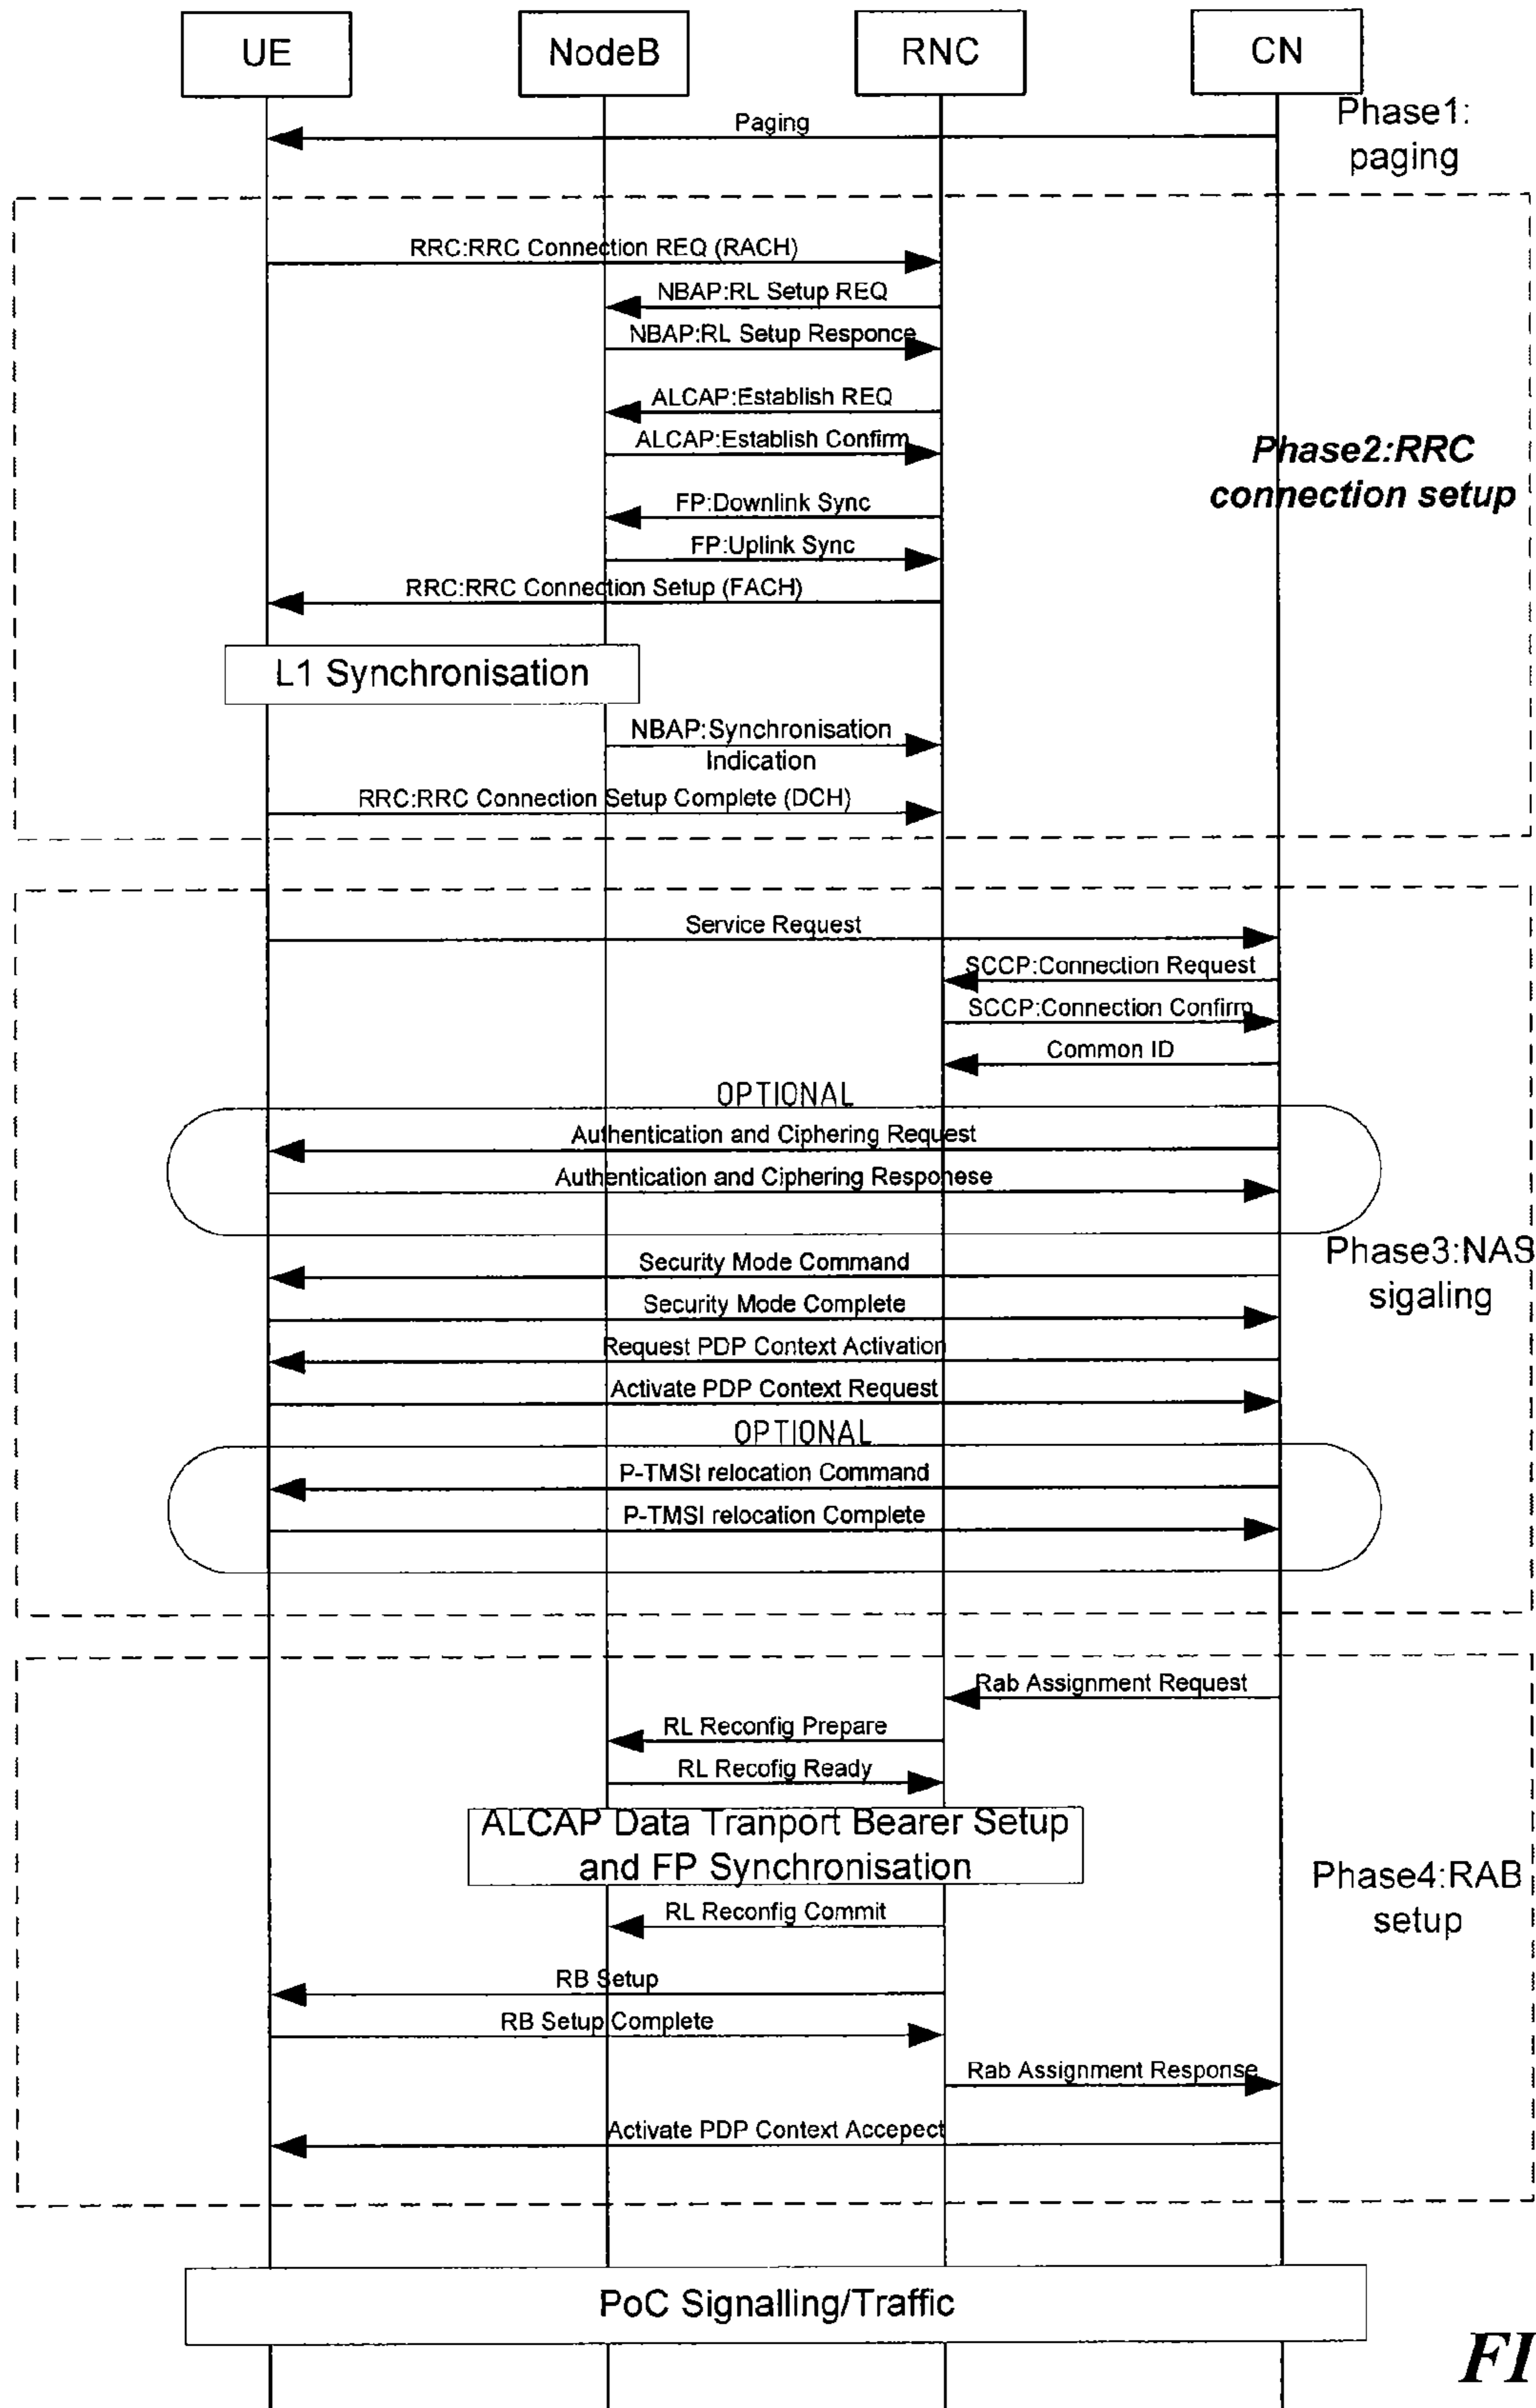 UE
NodeB
RNC
CN
Paging
Phase1:
paging
RRC:RRC Connection REQ (RACH)
NBAP:RL Setup REQ
NBAP:RL Setup Responce
ALCAP:Establish REQ
ALCAP:Establish Confirm
Phase2:RRC
connection setup
FP:Downlink Sync
FP:Uplink Sync
RRC:RRC Connection Setup (FACH)
L1 Synchronisation
NBAP:Synchronisation
Indication
RRC:RRC Connection Setup Complete (DCH)
Service Request
SCCP:Connection Request
SCCP:Connection Confirm
Common ID
OPTIONAL
Authentication and Ciphering Request
Authentication and Ciphering Responese
Phase3:NAS
sigaling
Security Mode Command
Security Mode Complete
Request PDP Context Activation
Activate PDP Context Request
OPTIONAL
P-TMSI relocation Command
P-TMSI relocation Complete
Rab Assignment Request
RL Reconfig Prepare
RL Recofig Ready
ALCAP Data Tranport Bearer Setup
and FP Synchronisation
Phase4:RAB
setup
RL Reconfig Commit
RB Setup
RB Setup Complete
Rab Assignment Response
Activate PDP Context Accepect
PoC Signalling/Traffic
FI